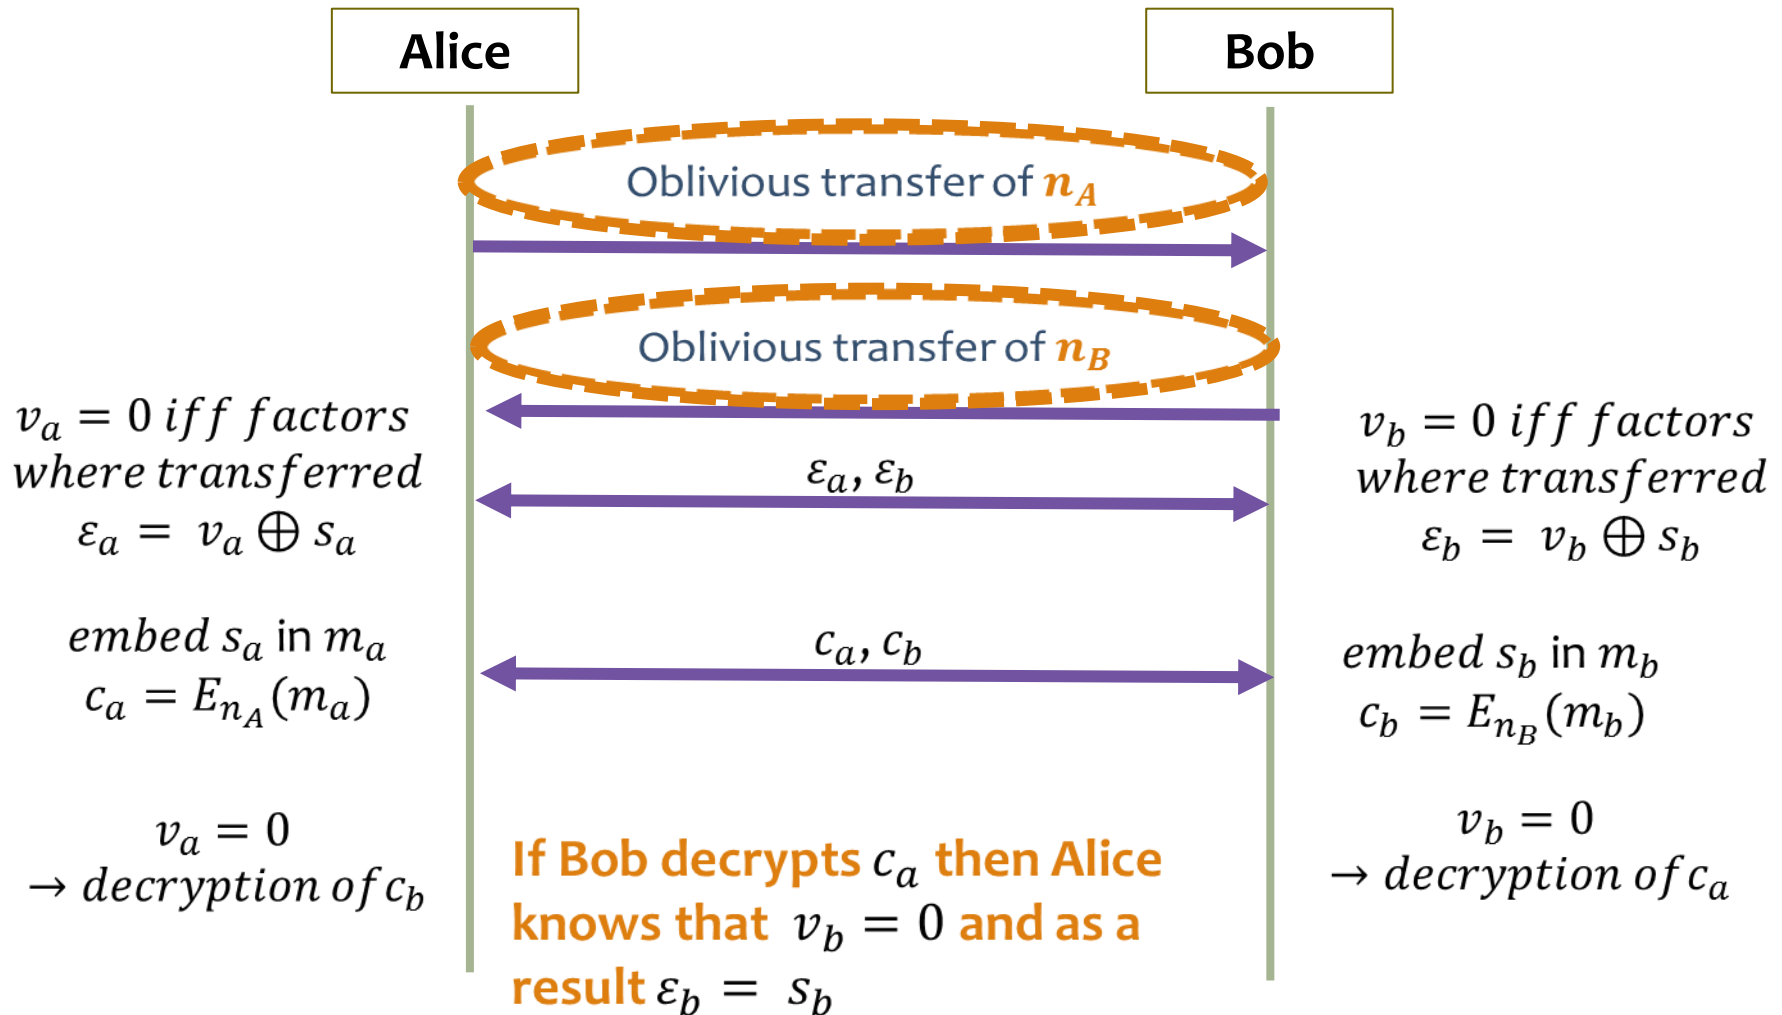 Alice
Bob
Oblivious transfer of n_A
Oblivious transfer of n_B
v_a = 0 iff factors
where transferred
ε_a = v_a ⊕ s_a
v_b = 0 iff factors
where transferred
ε_b = v_b ⊕ s_b
ε_a, ε_b
embed s_a in m_a
c_a = E_{n_A}(m_a)
c_a, c_b
embed s_b in m_b
c_b = E_{n_B}(m_b)
v_a = 0
→ decryption of c_b
v_b = 0
→ decryption of c_a
If Bob decrypts c_a then Alice
knows that v_b = 0 and as a
result ε_b = s_b